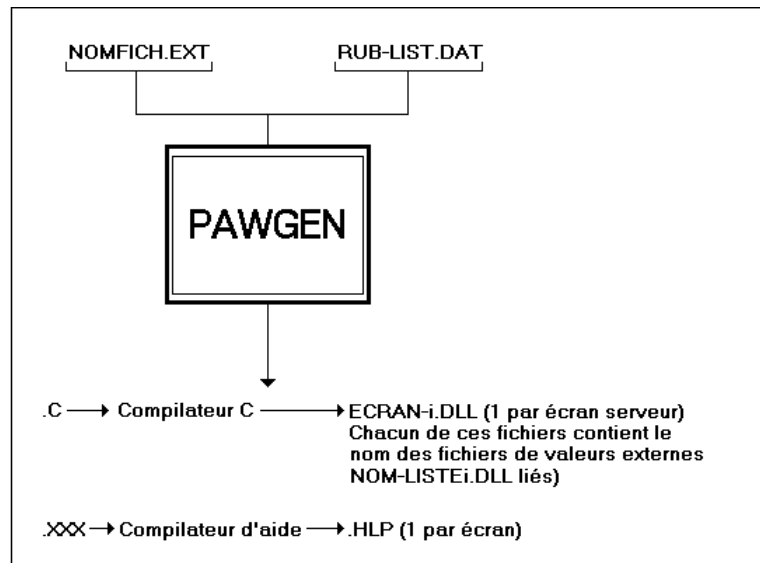 NOMFICH.EXT RUB-LIST.DAT
PAWGEN
.C Compilateur C ECRAN-i.DLL (1 par écran serveur)
Chacun de ces fichiers contient le
nom des fichiers de valeurs externes
NOM-LISTEi.DLL liés)
.XXX Compilateur d'aide .HLP (1 par écran)